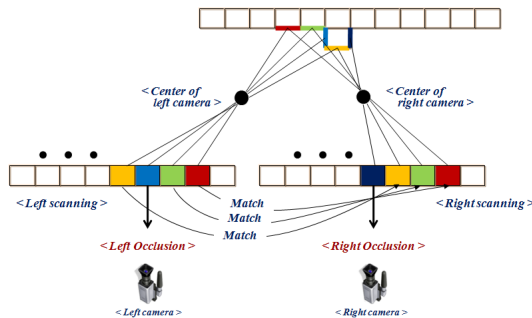 < Center of
left camera >
< Center of
right camera >
< Left scanning >
Match
Match
Match
< Right scanning >
< Left Occlusion >
< Right Occlusion >
< Left camera >
< Right camera >